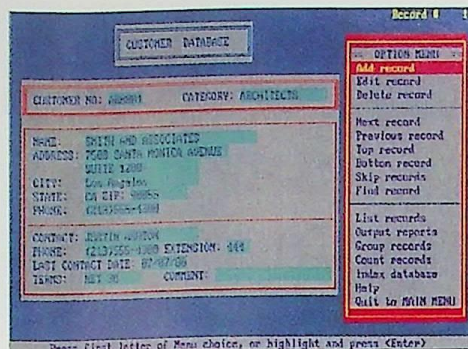 Record #
CUSTOMER DATABASE
OPTION MENU
Add record
Edit record
Delete record
Next record
Previous record
Top record
Bottom record
Skip records
Find record
List records
Output reports
Group records
Count records
Index database
Help
Quit to MAIN MENU
CUSTOMER NO: CATEGORY: ARCHITECTS
NAME: SMITH AND ASSOCIATES
ADDRESS: 7500 SANTA MONICA AVENUE
SUITE 1200
CITY: Los Angeles
STATE: CA ZIP:
PHONE:
CONTACT:
PHONE: EXTENSION: 444
LAST CONTACT DATE:
TERMS: NET 30 COMMENT:
Press first letter of Menu choice, or highlight and press <Enter>